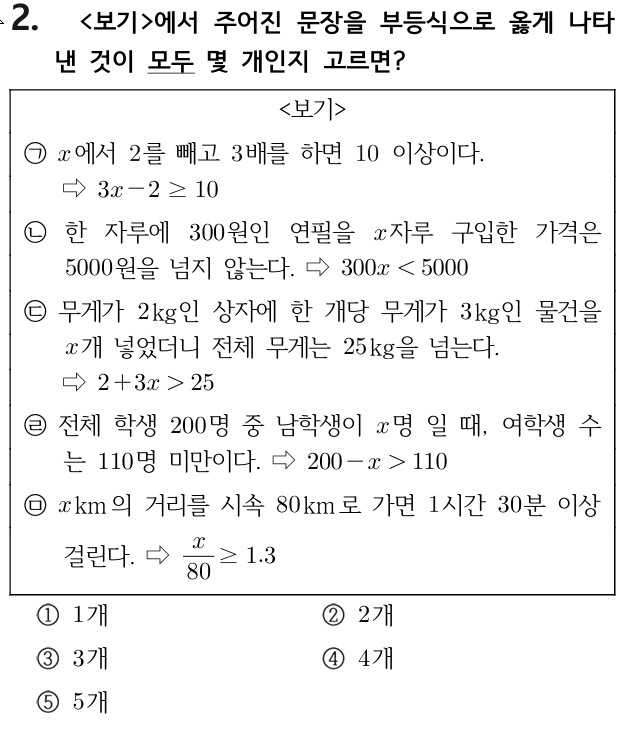 2. <보기>에서 주어진 문장을 부등식으로 옳게 나타
낸 것이 모두 몇 개인지 고르면?
<보기>
㉠ x에서 2를 빼고 3배를 하면 10 이상이다.
⇨ 3x－2 ≥ 10
㉡ 한 자루에 300원인 연필을 x자루 구입한 가격은
5000원을 넘지 않는다. ⇨ 300x < 5000
㉢ 무게가 2kg인 상자에 한 개당 무게가 3kg인 물건을
x개 넣었더니 전체 무게는 25kg을 넘는다.
⇨ 2+3x > 25
㉣ 전체 학생 200명 중 남학생이 x명 일 때, 여학생 수
는 110명 미만이다. ⇨ 200－x > 110
㉤ xkm의 거리를 시속 80km로 가면 1시간 30분 이상
걸린다. ⇨ x/80 ≥ 1.3
① 1개 ② 2개
③ 3개 ④ 4개
⑤ 5개